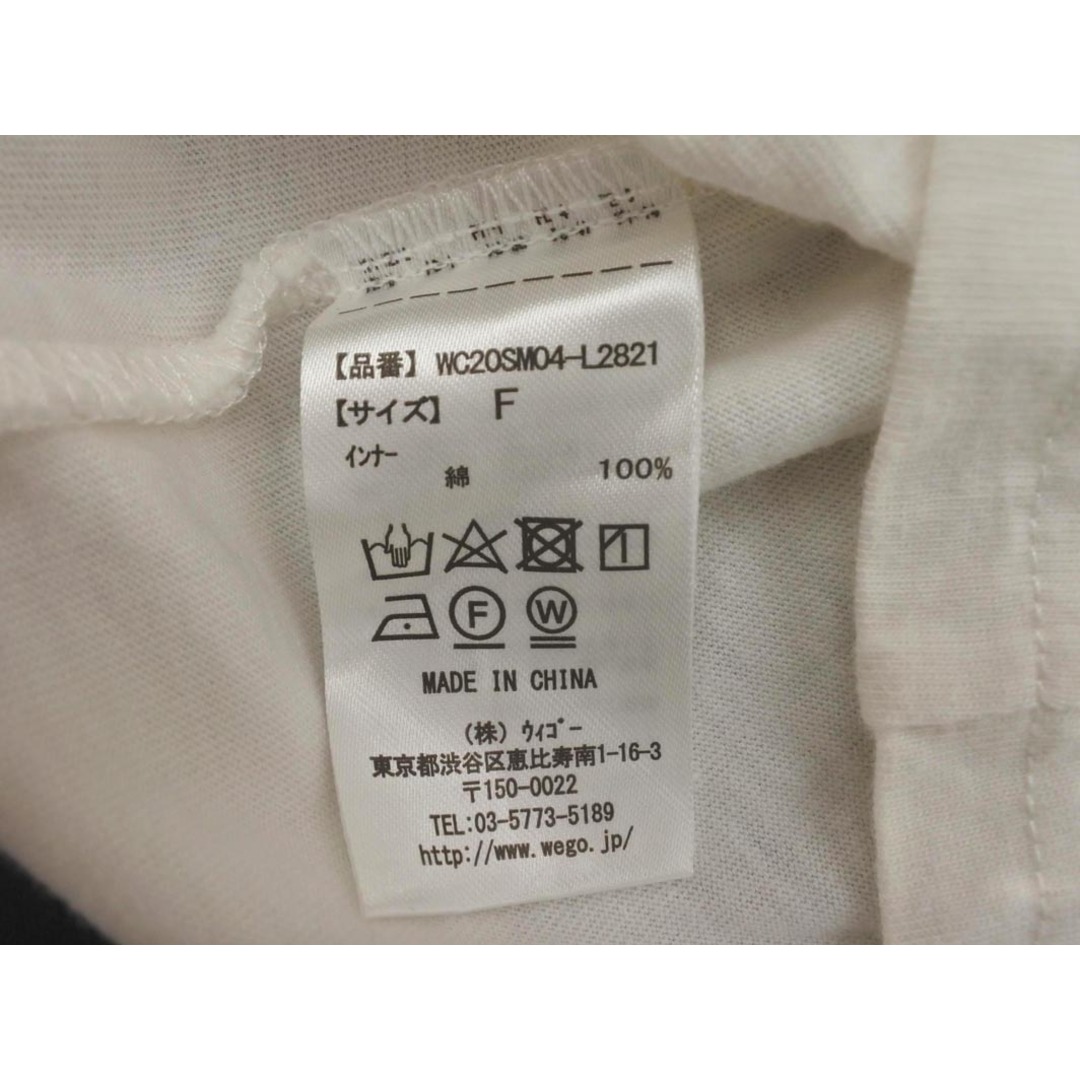 【品番】 WC20SM04-L2821
【サイズ】 F
インナー
綿 100%
F W
MADE IN CHINA
(株) ウィゴー
東京都渋谷区恵比寿南1-16-3
〒150-0022
TEL:03-5773-5189
http://www.wego.jp/